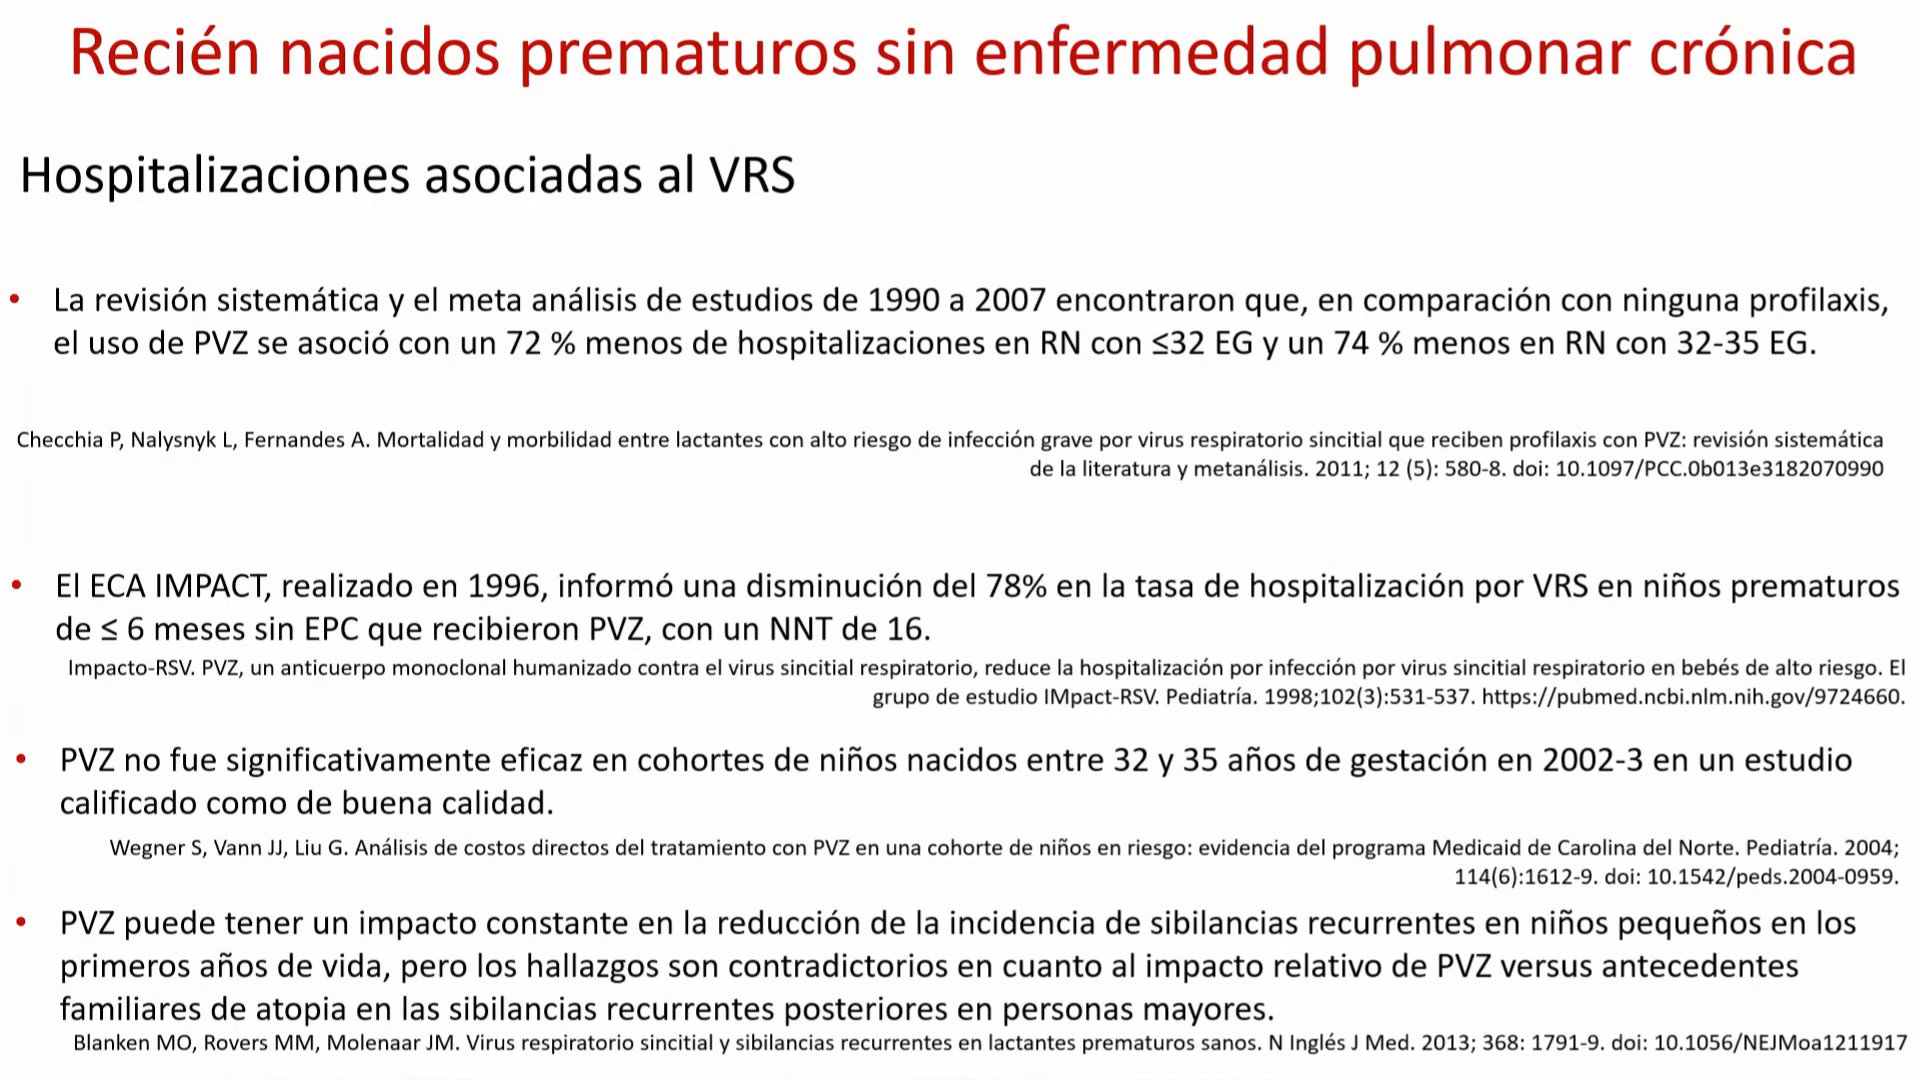 Recién nacidos prematuros sin enfermedad pulmonar crónica
Hospitalizaciones asociadas al VRS
• La revisión sistemática y el meta análisis de estudios de 1990 a 2007 encontraron que, en comparación con ninguna profilaxis,
el uso de PVZ se asoció con un 72 % menos de hospitalizaciones en RN con ≤32 EG y un 74 % menos en RN con 32-35 EG.
Checchia P, Nalysnyk L, Fernandes A. Mortalidad y morbilidad entre lactantes con alto riesgo de infección grave por virus respiratorio sincitial que reciben profilaxis con PVZ: revisión sistemática
de la literatura y metanálisis. 2011; 12 (5): 580-8. doi: 10.1097/PCC.0b013e3182070990
• El ECA IMPACT, realizado en 1996, informó una disminución del 78% en la tasa de hospitalización por VRS en niños prematuros
de ≤ 6 meses sin EPC que recibieron PVZ, con un NNT de 16.
Impacto-RSV. PVZ, un anticuerpo monoclonal humanizado contra el virus sincitial respiratorio, reduce la hospitalización por infección por virus sincitial respiratorio en bebés de alto riesgo. El
grupo de estudio IMpact-RSV. Pediatría. 1998;102(3):531-537. https://pubmed.ncbi.nlm.nih.gov/9724660.
• PVZ no fue significativamente eficaz en cohortes de niños nacidos entre 32 y 35 años de gestación en 2002-3 en un estudio
calificado como de buena calidad.
Wegner S, Vann JJ, Liu G. Análisis de costos directos del tratamiento con PVZ en una cohorte de niños en riesgo: evidencia del programa Medicaid de Carolina del Norte. Pediatría. 2004;
114(6):1612-9. doi: 10.1542/peds.2004-0959.
• PVZ puede tener un impacto constante en la reducción de la incidencia de sibilancias recurrentes en niños pequeños en los
primeros años de vida, pero los hallazgos son contradictorios en cuanto al impacto relativo de PVZ versus antecedentes
familiares de atopia en las sibilancias recurrentes posteriores en personas mayores.
Blanken MO, Rovers MM, Molenaar JM. Virus respiratorio sincitial y sibilancias recurrentes en lactantes prematuros sanos. N Inglés J Med. 2013; 368: 1791-9. doi: 10.1056/NEJMoa1211917